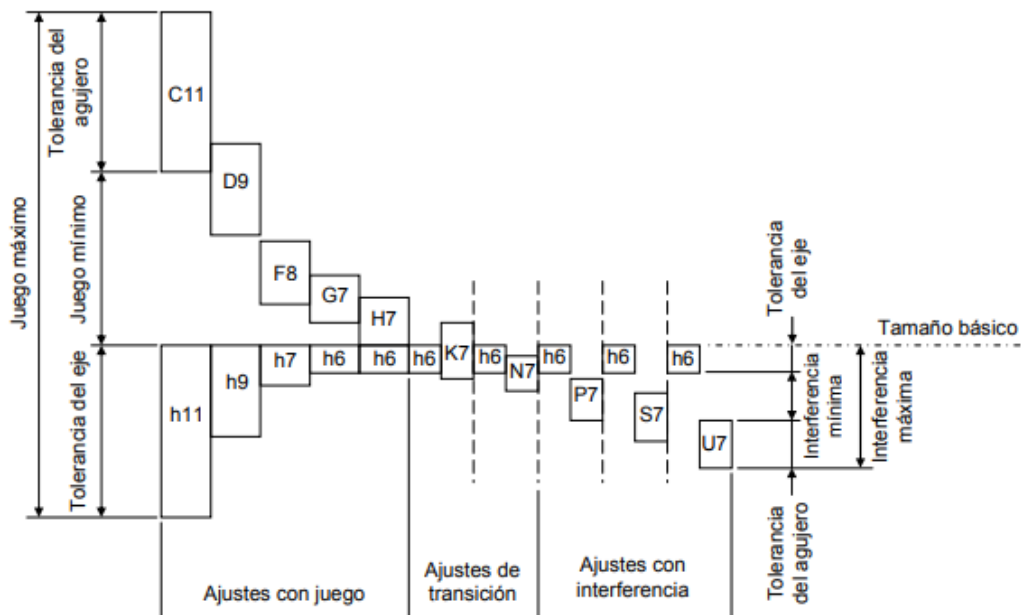 Juego máximo
Tolerancia del
agujero
Juego mínimo
Tolerancia del eje
C11
D9
F8
G7
H7
h11
h9
h7
h6
h6
h6
K7
h6
N7
h6
P7
h6
S7
h6
U7
Tolerancia
del eje
Tamaño básico
Interferencia
mínima
Interferencia
máxima
Tolerancia
del agujero
Ajustes con juego
Ajustes de
transición
Ajustes con
interferencia